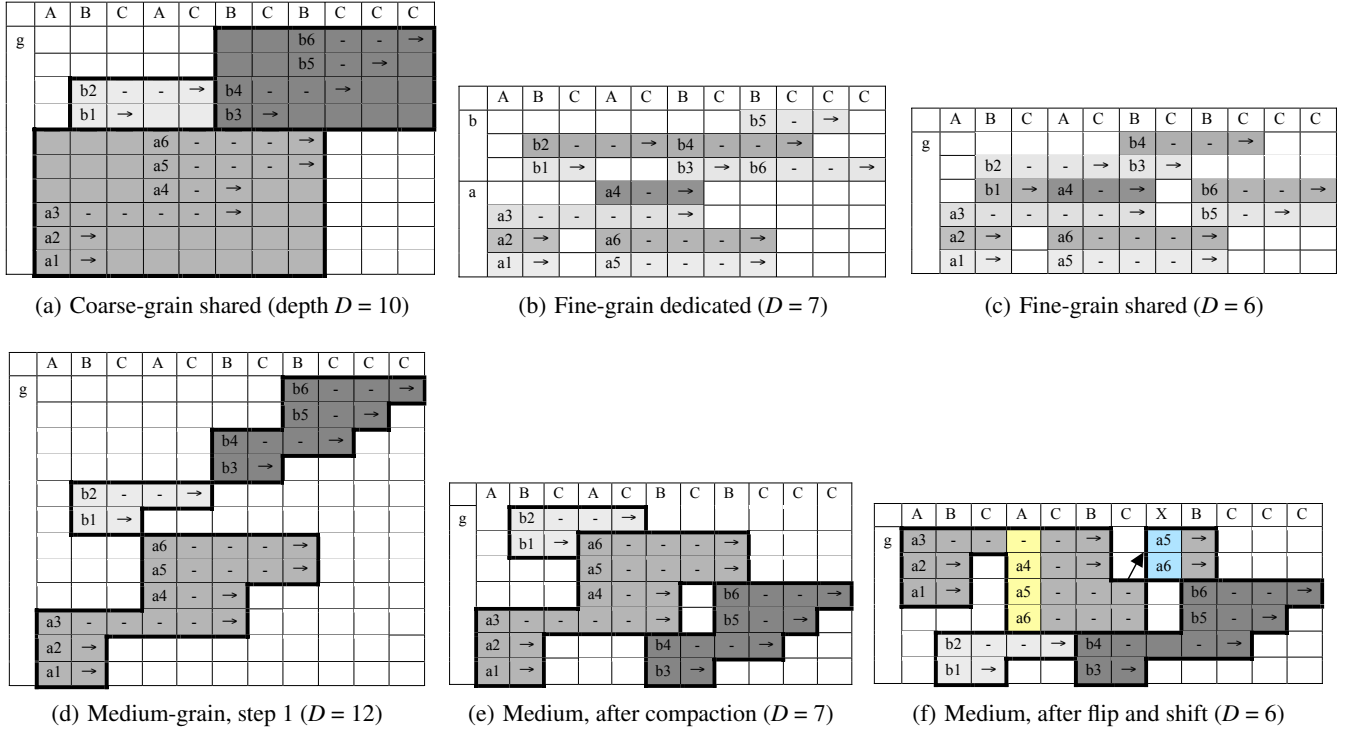 A B C A C B C B C C C
g b6 - - →
b5 - →
b2 - - → b4 - - →
b1 → b3 →
a6 - - - →
a5 - - - →
a4 - →
a3 - - - - →
a2 →
a1 →
(a) Coarse-grain shared (depth D = 10)
A B C A C B C B C C C
b b5 - →
b2 - - → b4 - - →
b1 → b3 → b6 - - →
a a4 - →
a3 - - - - →
a2 → a6 - - - →
a1 → a5 - - - →
(b) Fine-grain dedicated (D = 7)
A B C A C B C B C C C
g b4 - - →
b2 - - → b3 →
b1 → a4 - → b6 - - →
a3 - - - - → b5 - →
a2 → a6 - - - →
a1 → a5 - - - →
(c) Fine-grain shared (D = 6)
A B C A C B C B C C C
g b6 - - →
b5 - →
b4 - - →
b3 →
b2 - - →
b1 →
a6 - - - →
a5 - - - →
a4 - →
a3 - - - - →
a2 →
a1 →
(d) Medium-grain, step 1 (D = 12)
A B C A C B C B C C C
g b2 - - →
b1 → a6 - - - →
a5 - - - →
a4 - → b6 - - →
a3 - - - - → b5 - →
a2 → b4 - - →
a1 → b3 →
(e) Medium, after compaction (D = 7)
A B C A C B C X B C C C
g a3 - - - - → a5 →
a2 → a4 - → a6 →
a1 → a5 - - - b6 - - →
a6 - - - b5 - →
b2 - - → b4 - - →
b1 → b3 →
(f) Medium, after flip and shift (D = 6)